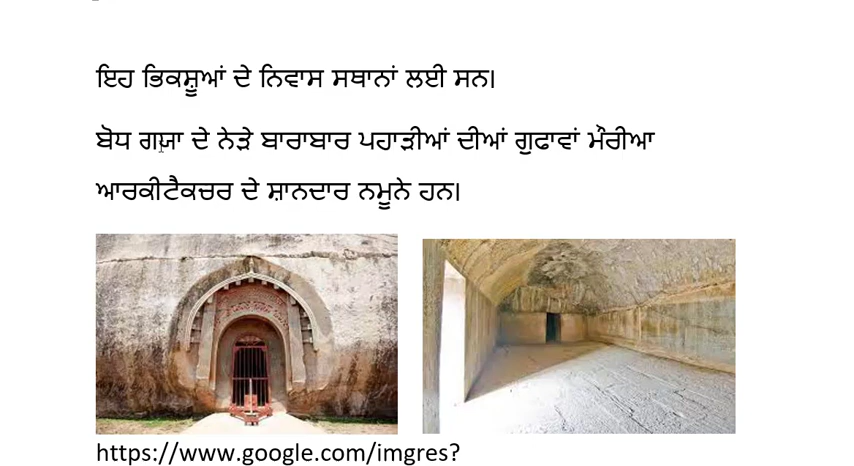 ਇਹ ਭਿਕਸ਼ੂਆਂ ਦੇ ਨਿਵਾਸ ਸਥਾਨਾਂ ਲਈ ਸਨ।
ਬੋਧ ਗਯਾ ਦੇ ਨੇੜੇ ਬਾਰਾਬਾਰ ਪਹਾੜੀਆਂ ਦੀਆਂ ਗੁਫਾਵਾਂ ਮੌਰੀਆ
ਆਰਕੀਟੈਕਚਰ ਦੇ ਸ਼ਾਨਦਾਰ ਨਮੂਨੇ ਹਨ।
https://www.google.com/imgres?